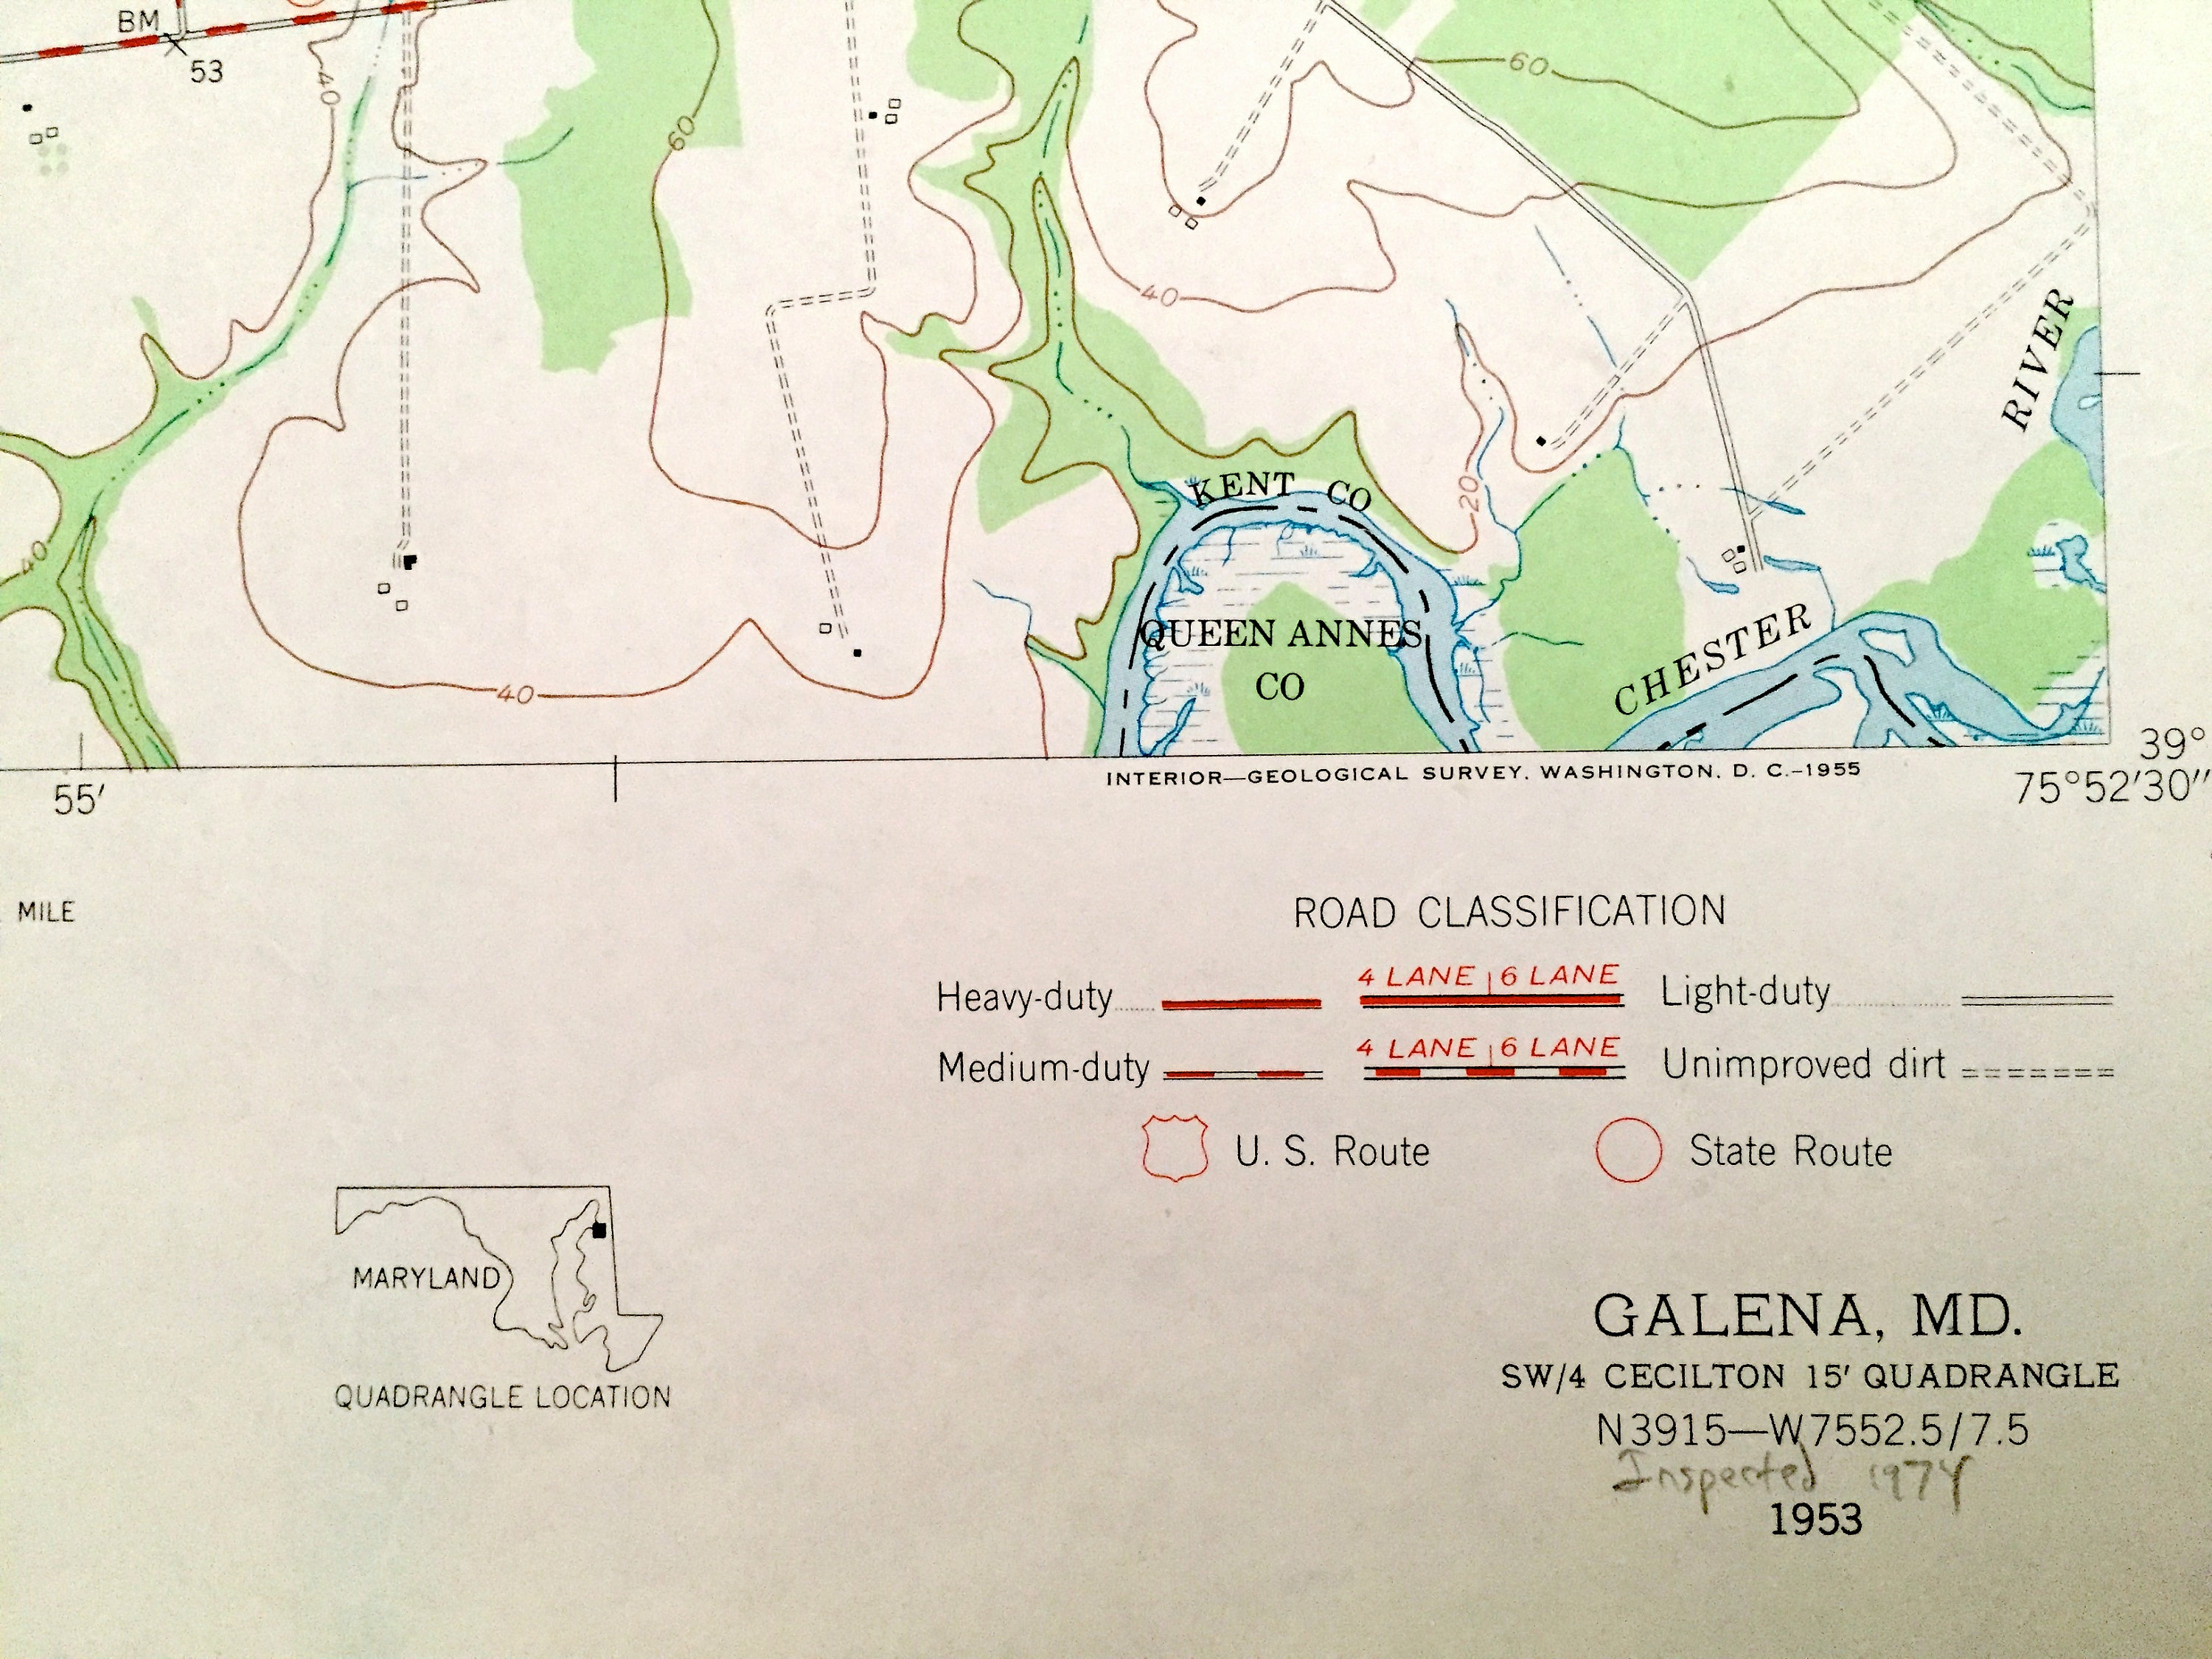 BM
53
40
60
60
40
RIVER
KENT CO
20
40
QUEEN ANNES
CO
CHESTER
40
39°
INTERIOR—GEOLOGICAL SURVEY, WASHINGTON, D. C.–1955
55′
75°52′30″
MILE
ROAD CLASSIFICATION
Heavy-duty 4 LANE | 6 LANE Light-duty
Medium-duty 4 LANE | 6 LANE Unimproved dirt
U. S. Route State Route
MARYLAND
QUADRANGLE LOCATION
GALENA, MD.
SW/4 CECILTON 15′ QUADRANGLE
N3915—W7552.5/7.5
Inspected 1974
1953